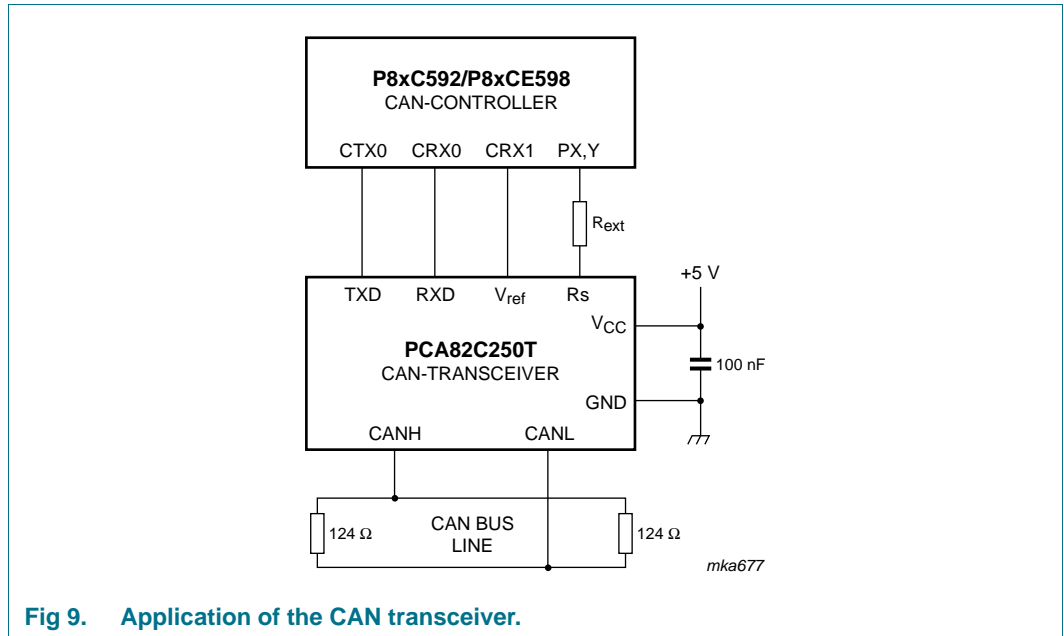 P8xC592/P8xCE598
CAN-CONTROLLER
CTX0 CRX0 CRX1 PX,Y
Rext
+5 V
TXD RXD Vref Rs
VCC
PCA82C250T
CAN-TRANSCEIVER
100 nF
GND
CANH CANL
124 Ω CAN BUS LINE 124 Ω
mka677
Fig 9. Application of the CAN transceiver.